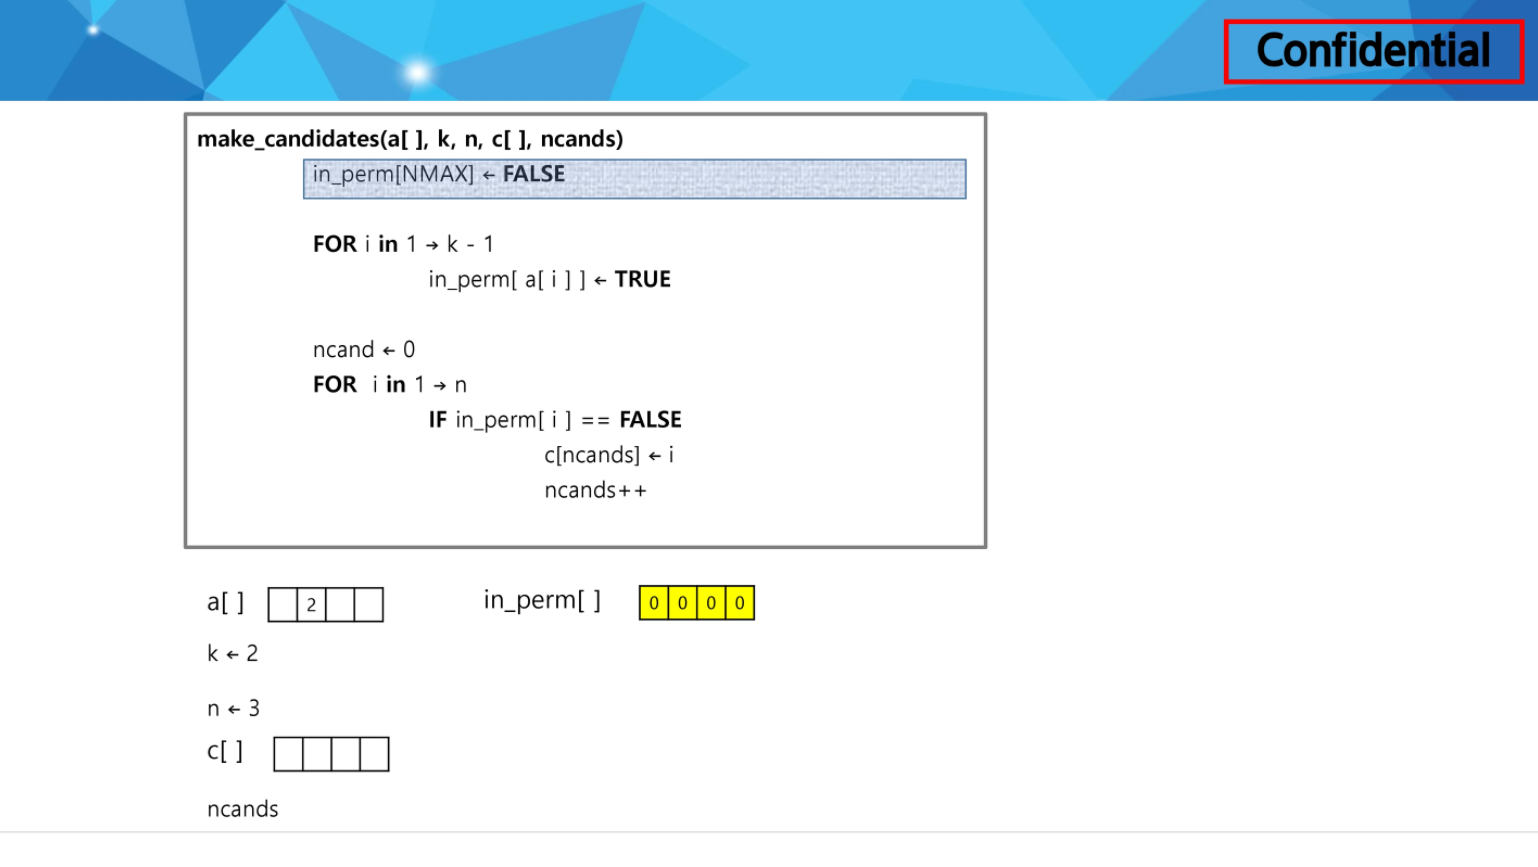 Confidential
make_candidates(a[ ], k, n, c[ ], ncands)
in_perm[NMAX] ← FALSE
FOR i in 1 → k - 1
in_perm[ a[ i ] ] ← TRUE
ncand ← 0
FOR i in 1 → n
IF in_perm[ i ] == FALSE
c[ncands] ← i
ncands++
a[ ] 2 in_perm[ ] 0 0 0 0
k ← 2
n ← 3
c[ ]
ncands